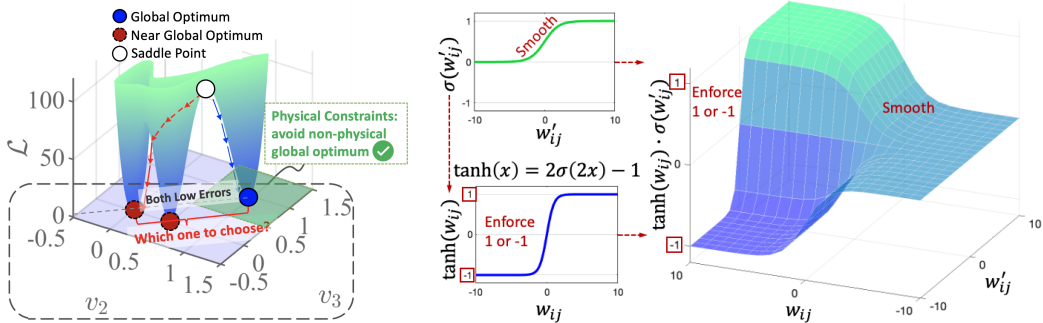 Global Optimum
Near Global Optimum
Saddle Point
ℒ
100
50
0
-0.5
0
0.5
1
1.5
-0.5
0
0.5
1
1.5
v₂
v₃
Physical Constraints:
avoid non-physical
global optimum
Both Low Errors
Which one to choose?
σ(w′ᵢⱼ)
1
0
-1
-10
0
10
Smooth
w′ᵢⱼ
tanh(x) = 2σ(2x) − 1
tanh(wᵢⱼ)
1
0
-1
-10
0
10
Enforce
1 or -1
wᵢⱼ
tanh(wᵢⱼ) · σ(w′ᵢⱼ)
1
0
-1
Enforce
1 or -1
Smooth
10
0
-10
wᵢⱼ
-10
0
10
w′ᵢⱼ